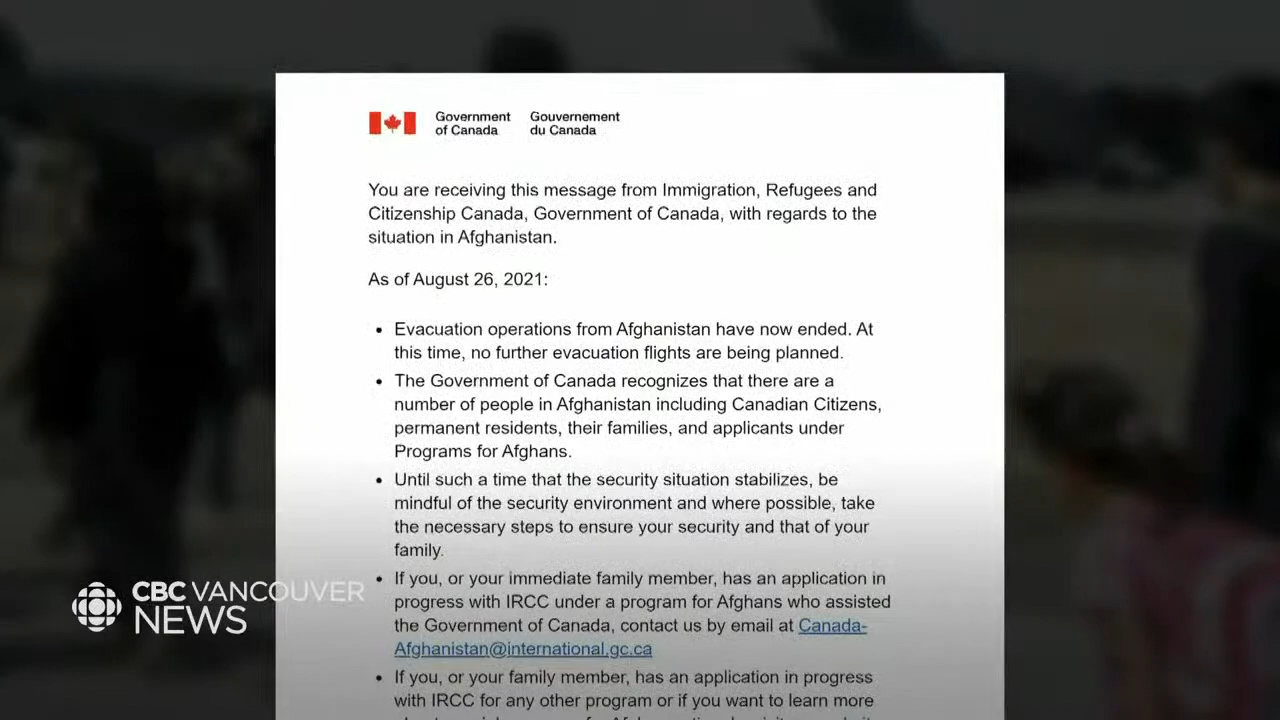 Government
of Canada
Gouvernement
du Canada
You are receiving this message from Immigration, Refugees and
Citizenship Canada, Government of Canada, with regards to the
situation in Afghanistan.
As of August 26, 2021:
• Evacuation operations from Afghanistan have now ended. At
this time, no further evacuation flights are being planned.
• The Government of Canada recognizes that there are a
number of people in Afghanistan including Canadian Citizens,
permanent residents, their families, and applicants under
Programs for Afghans.
• Until such a time that the security situation stabilizes, be
mindful of the security environment and where possible, take
the necessary steps to ensure your security and that of your
family.
• If you, or your immediate family member, has an application in
progress with IRCC under a program for Afghans who assisted
the Government of Canada, contact us by email at Canada-
Afghanistan@international.gc.ca
• If you, or your family member, has an application in progress
with IRCC for any other program or if you want to learn more
CBC VANCOUVER
NEWS